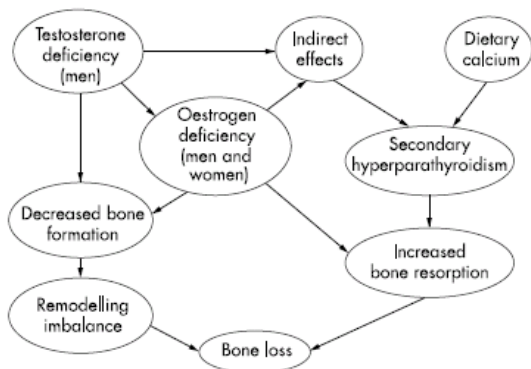 Testosterone
deficiency
(men)
Indirect
effects
Dietary
calcium
Oestrogen
deficiency
(men and
women)
Secondary
hyperparathyroidism
Decreased bone
formation
Increased
bone resorption
Remodelling
imbalance
Bone loss